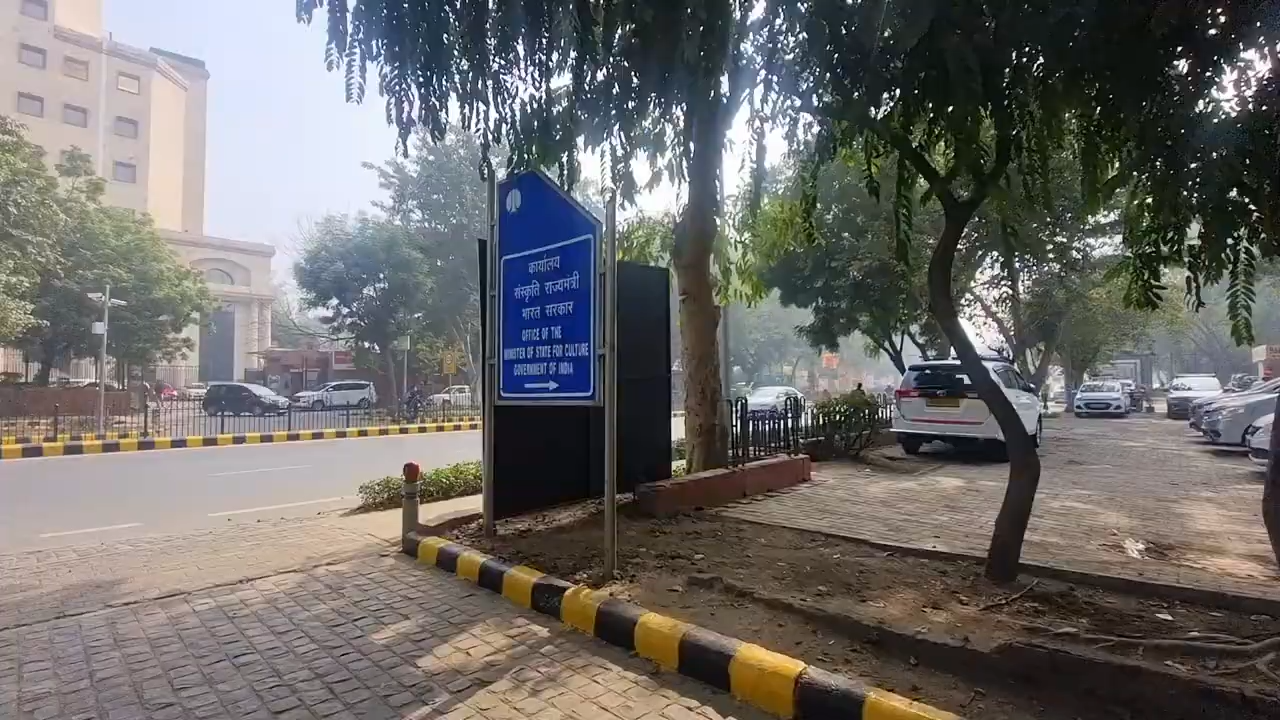 कार्यालय
संस्कृति राज्यमंत्री
भारत सरकार
OFFICE OF THE
MINISTER OF STATE FOR CULTURE
GOVERNMENT OF INDIA